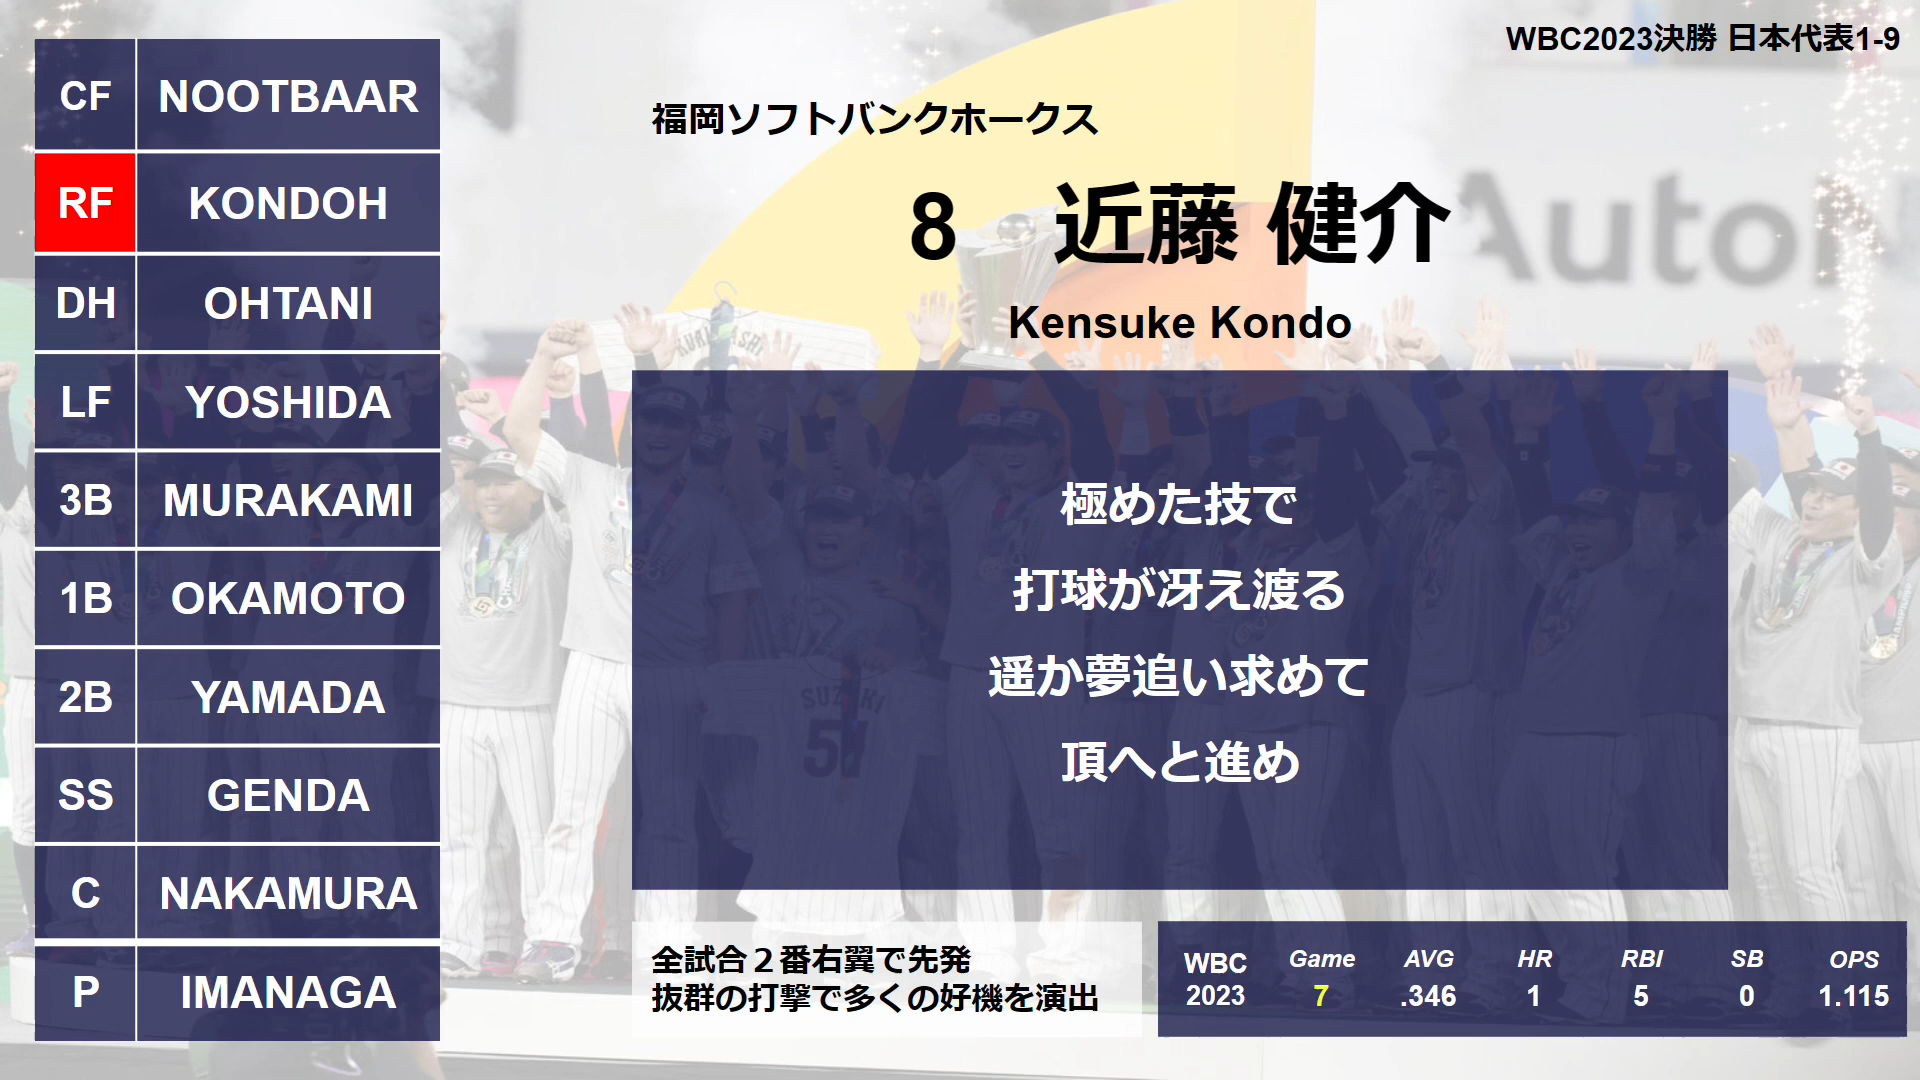 WBC2023決勝 日本代表1-9
CF NOOTBAAR
RF KONDOH
DH OHTANI
LF YOSHIDA
3B MURAKAMI
1B OKAMOTO
2B YAMADA
SS GENDA
C NAKAMURA
P IMANAGA
福岡ソフトバンクホークス
8 近藤 健介
Kensuke Kondo
極めた技で
打球が冴え渡る
遥か夢追い求めて
頂へと進め
全試合２番右翼で先発
抜群の打撃で多くの好機を演出
WBC 2023
Game AVG HR RBI SB OPS
7 .346 1 5 0 1.115
SUZUKI
51